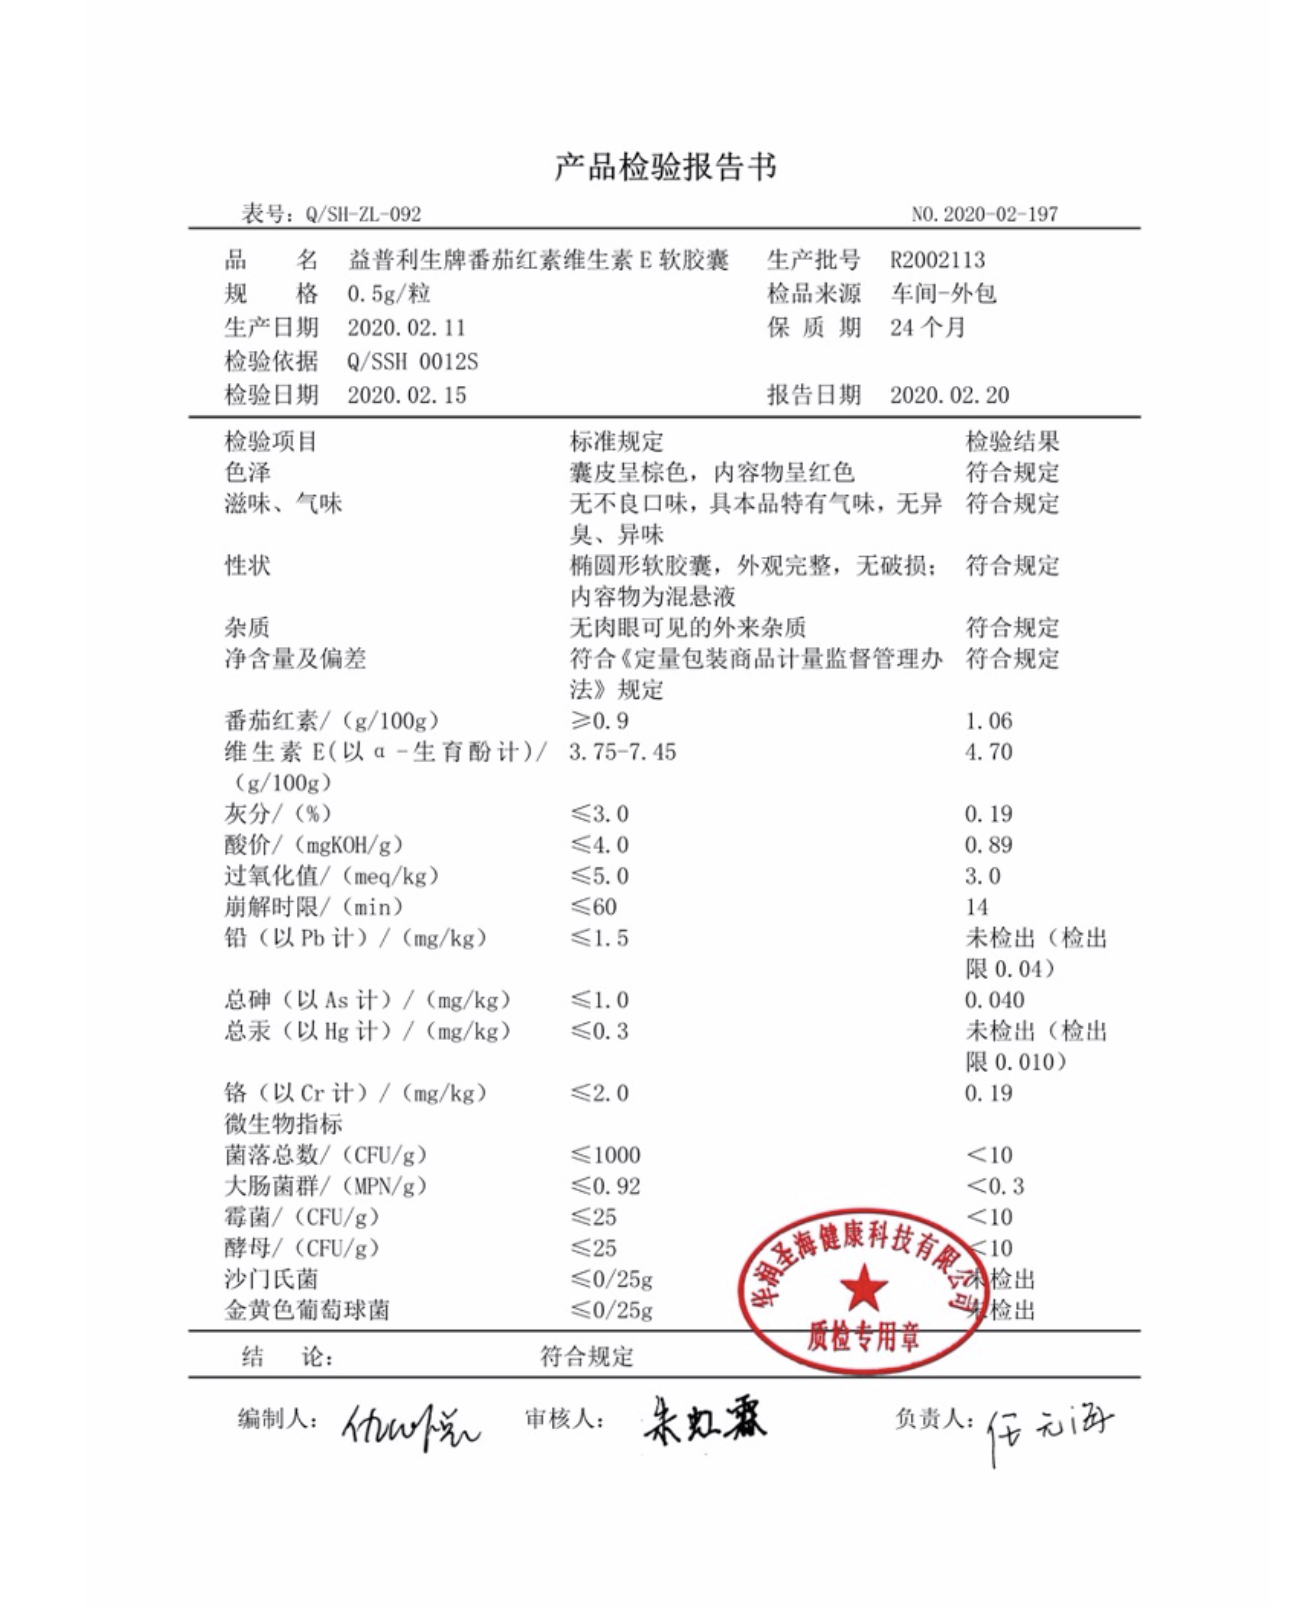 产品检验报告书
表号：Q/SH-ZL-092 NO.2020-02-197
品 名 益普利生牌番茄红素维生素 E 软胶囊 生产批号 R2002113
规 格 0.5g/粒 检品来源 车间-外包
生产日期 2020.02.11 保 质 期 24 个月
检验依据 Q/SSH 0012S
检验日期 2020.02.15 报告日期 2020.02.20
检验项目 标准规定 检验结果
色泽 囊皮呈棕色，内容物呈红色 符合规定
滋味、气味 无不良口味，具本品特有气味，无异 符合规定
臭、异味
性状 椭圆形软胶囊，外观完整，无破损； 符合规定
内容物为混悬液
杂质 无肉眼可见的外来杂质 符合规定
净含量及偏差 符合《定量包装商品计量监督管理办 符合规定
法》规定
番茄红素/（g/100g） ≥0.9 1.06
维生素 E(以 α-生育酚计)/ 3.75-7.45 4.70
（g/100g）
灰分/（%） ≤3.0 0.19
酸价/（mgKOH/g） ≤4.0 0.89
过氧化值/（meq/kg） ≤5.0 3.0
崩解时限/（min） ≤60 14
铅（以 Pb 计）/（mg/kg） ≤1.5 未检出（检出
限 0.04）
总砷（以 As 计）/（mg/kg） ≤1.0 0.040
总汞（以 Hg 计）/（mg/kg） ≤0.3 未检出（检出
限 0.010）
铬（以 Cr 计）/（mg/kg） ≤2.0 0.19
微生物指标
菌落总数/（CFU/g） ≤1000 <10
大肠菌群/（MPN/g） ≤0.92 <0.3
霉菌/（CFU/g） ≤25 <10
酵母/（CFU/g） ≤25 <10
沙门氏菌 ≤0/25g 未检出
金黄色葡萄球菌 ≤0/25g 未检出
华润圣海健康科技有限公司
质检专用章
结 论： 符合规定
编制人： 审核人：朱虹霖 负责人：任元海